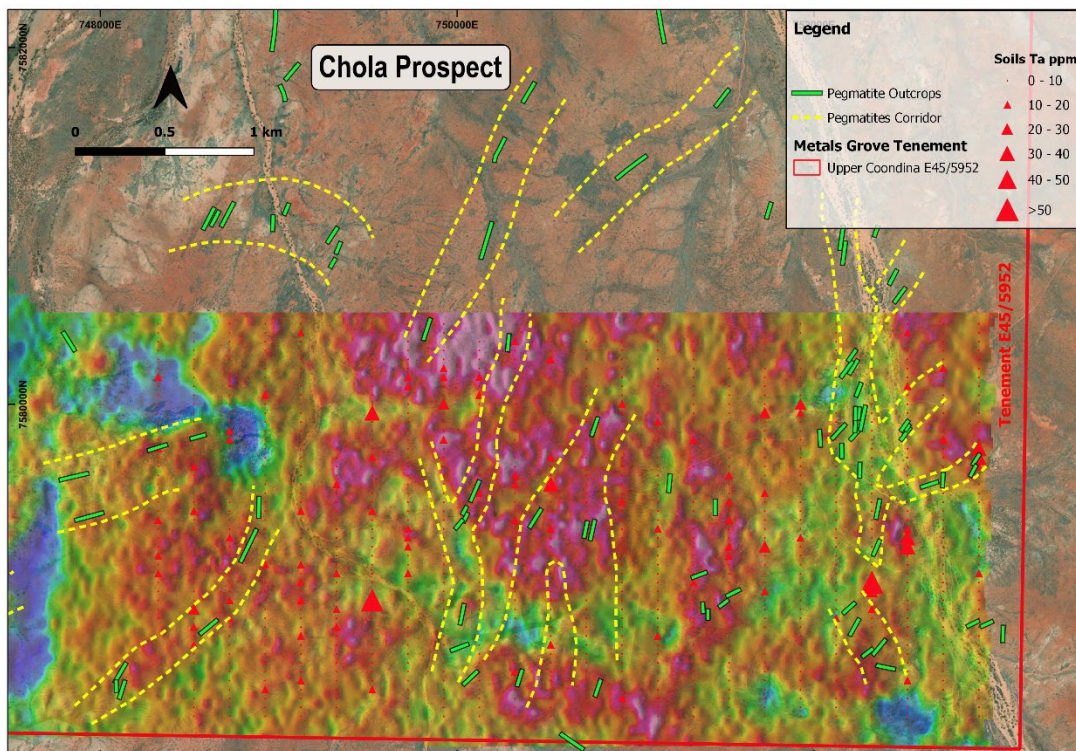 748000E
750000E
7582000N
Chola Prospect
0 0.5 1 km
Legend
Soils Ta ppm
0 - 10
10 - 20
20 - 30
30 - 40
40 - 50
>50
Pegmatite Outcrops
Pegmatites Corridor
Metals Grove Tenement
Upper Coondina E45/5952
7580000N
Tenement E45/5952